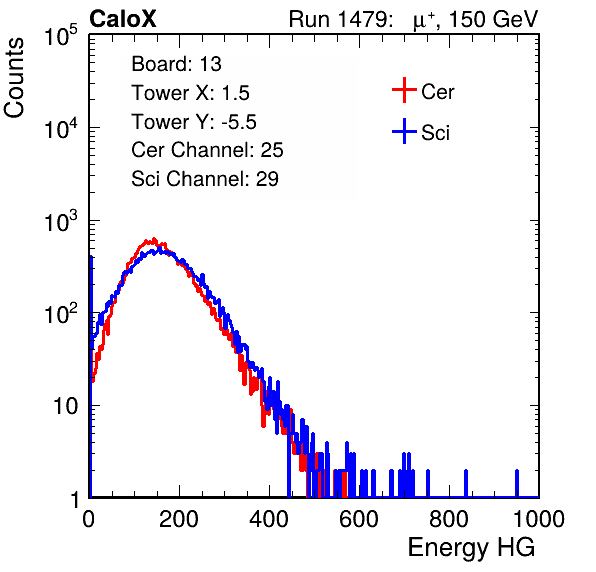 CaloX Run 1479: μ⁺, 150 GeV
Counts
10⁵
10⁴
10³
10²
10
1
Board: 13
Tower X: 1.5
Tower Y: -5.5
Cer Channel: 25
Sci Channel: 29
Cer
Sci
0 200 400 600 800 1000
Energy HG